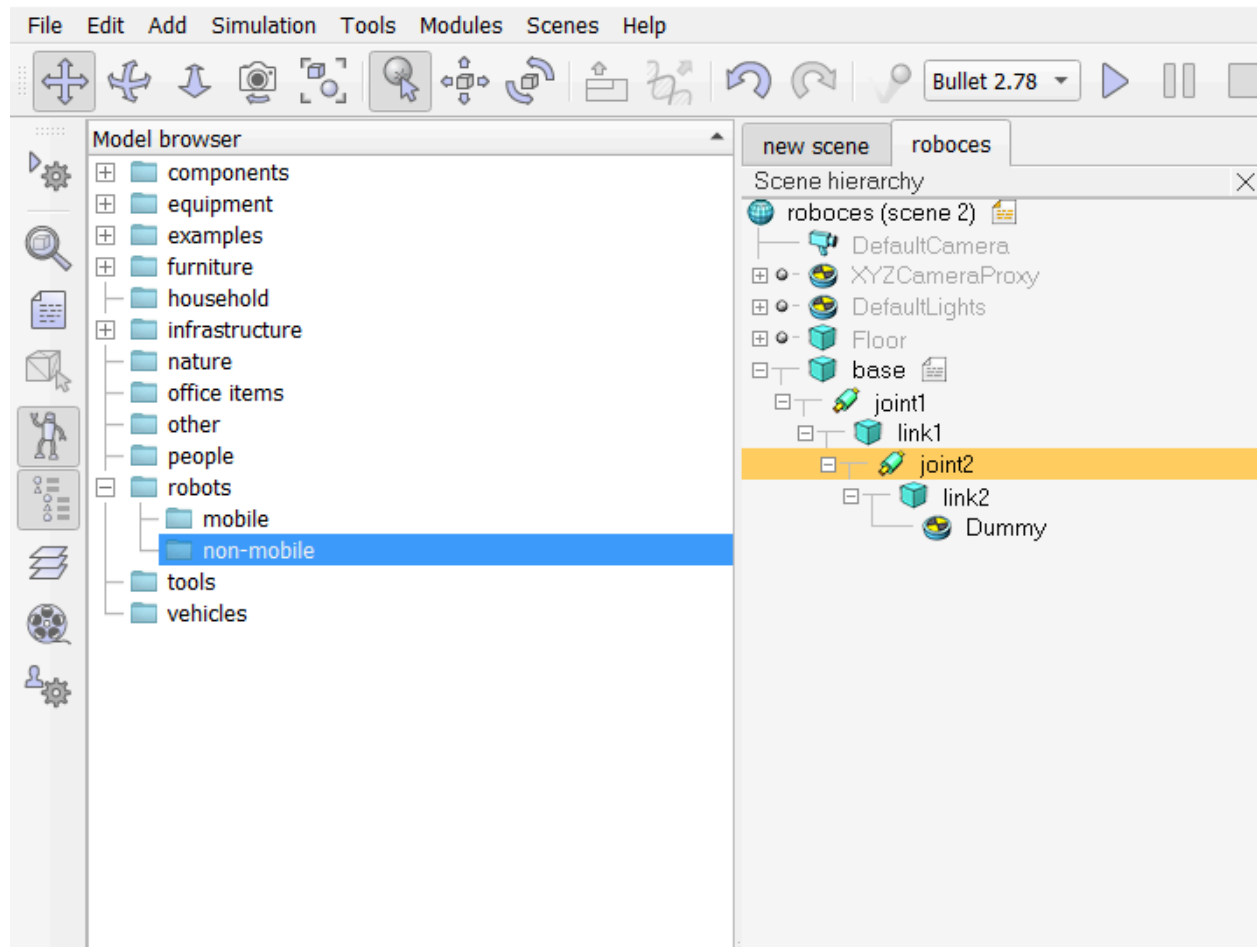 File Edit Add Simulation Tools Modules Scenes Help
Bullet 2.78
Model browser
components
equipment
examples
furniture
household
infrastructure
nature
office items
other
people
robots
mobile
non-mobile
tools
vehicles
new scene roboces
Scene hierarchy
roboces (scene 2)
DefaultCamera
XYZCameraProxy
DefaultLights
Floor
base
joint1
link1
joint2
link2
Dummy